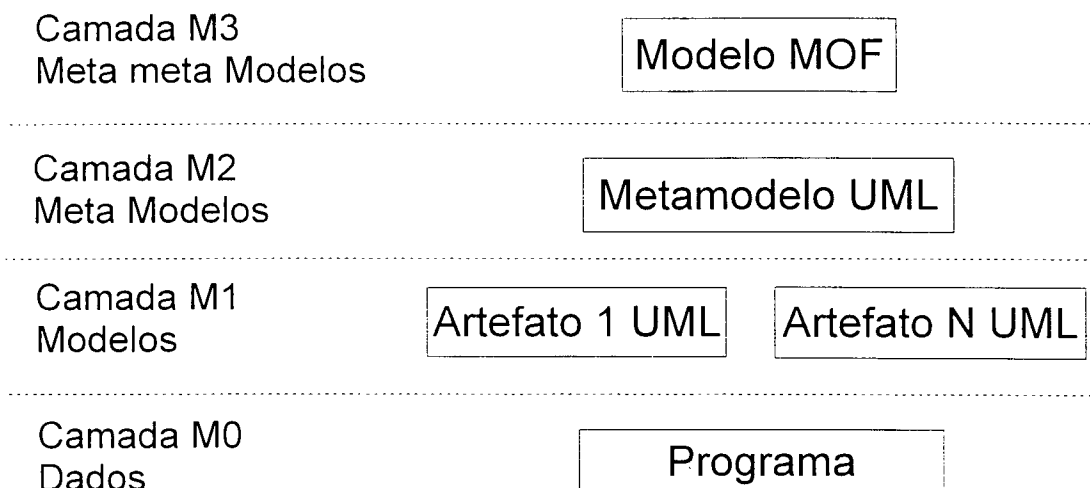 Camada M3
Meta meta Modelos
Modelo MOF
Camada M2
Meta Modelos
Metamodelo UML
Camada M1
Modelos
Artefato 1 UML
Artefato N UML
Camada M0
Dados
Programa